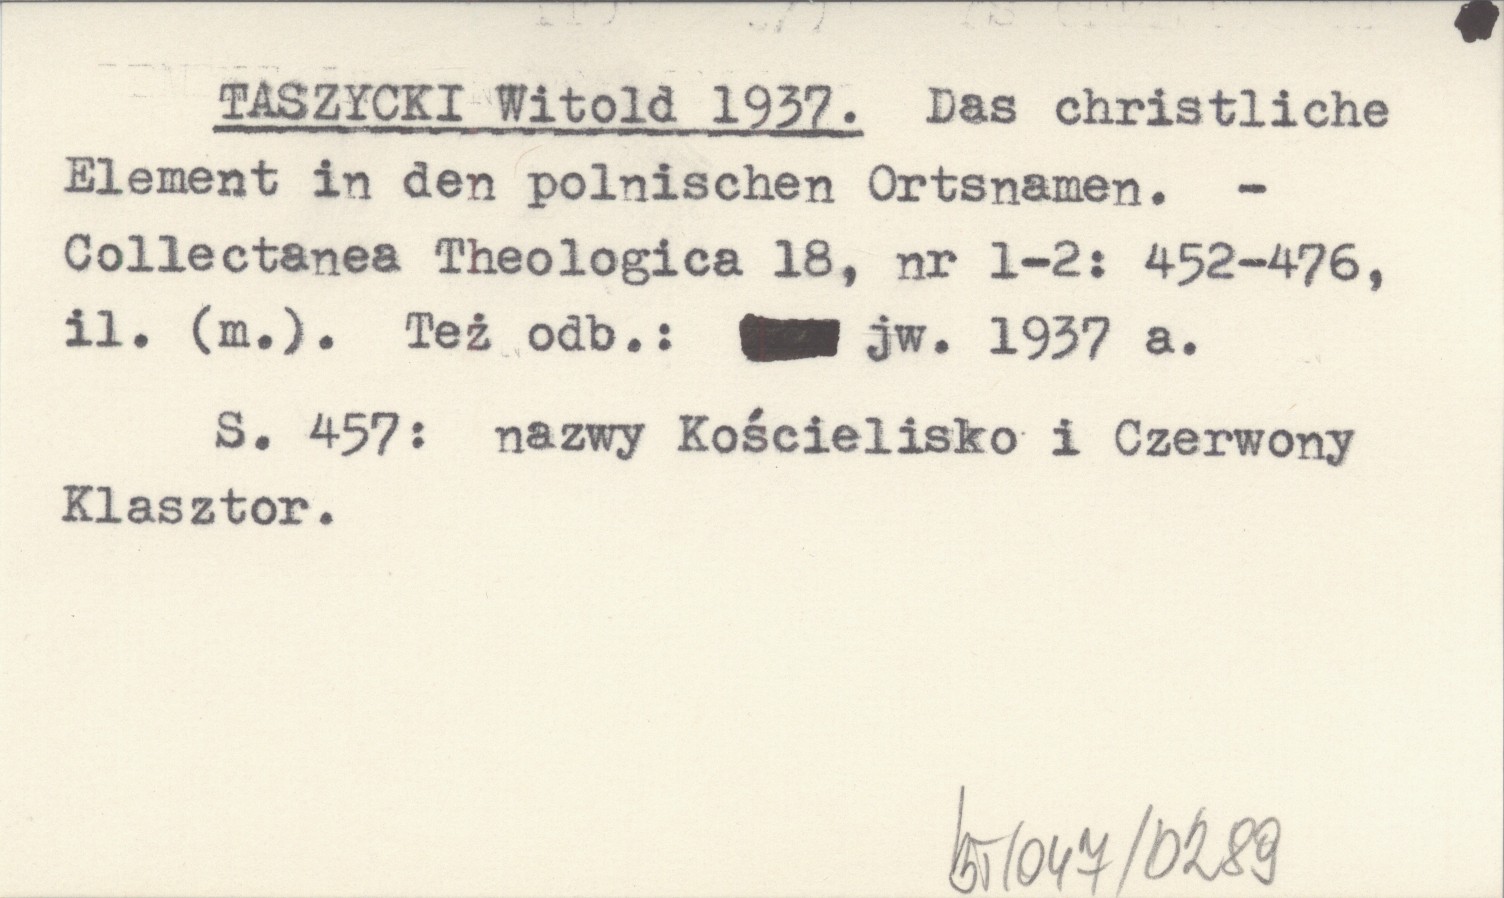 TASZYCKI Witold 1937. Das christliche
Element in den polnischen Ortsnamen. -
Collectanea Theologica 18, nr 1-2: 452-476,
il. (m.). Też odb.: jw. 1937 a.
S. 457: nazwy Kościelisko i Czerwony
Klasztor.
047/0289